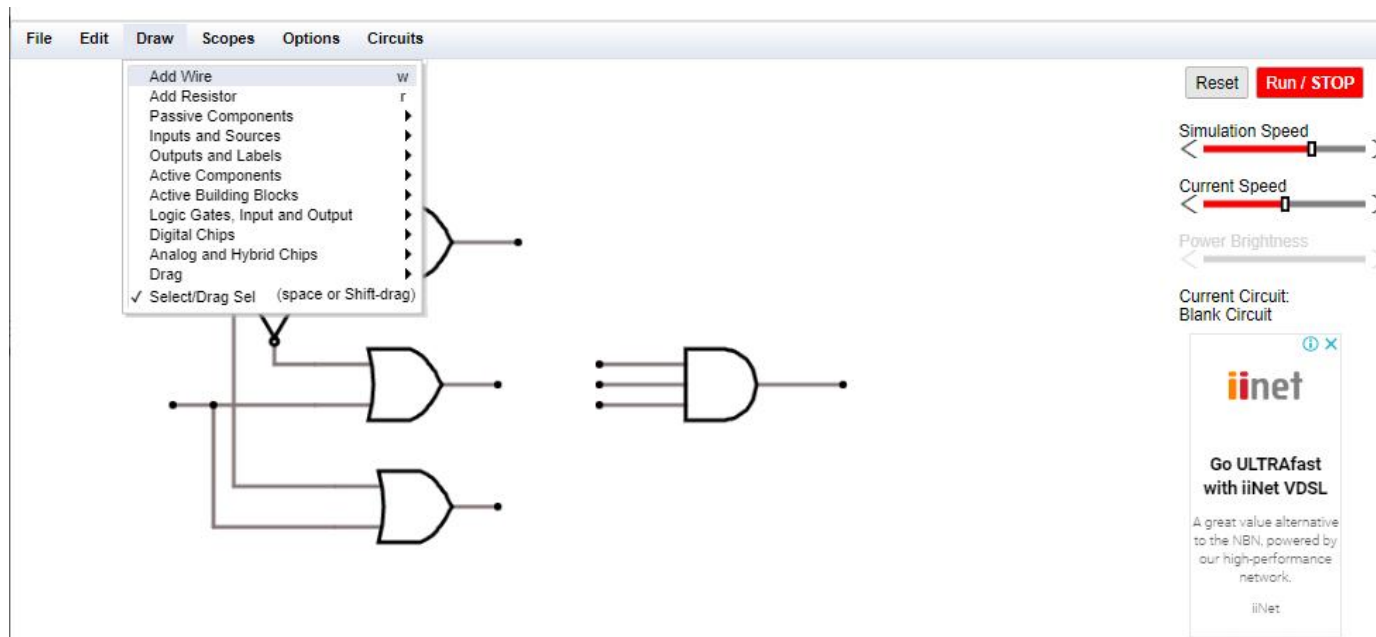 File Edit Draw Scopes Options Circuits
Add Wire w
Add Resistor r
Passive Components
Inputs and Sources
Outputs and Labels
Active Components
Active Building Blocks
Logic Gates, Input and Output
Digital Chips
Analog and Hybrid Chips
Drag
✓ Select/Drag Sel (space or Shift-drag)
Reset Run / STOP
Simulation Speed
Current Speed
Power Brightness
Current Circuit:
Blank Circuit
iinet
Go ULTRAfast
with iiNet VDSL
A great value alternative
to the NBN, powered by
our high-performance
network.
iiNet